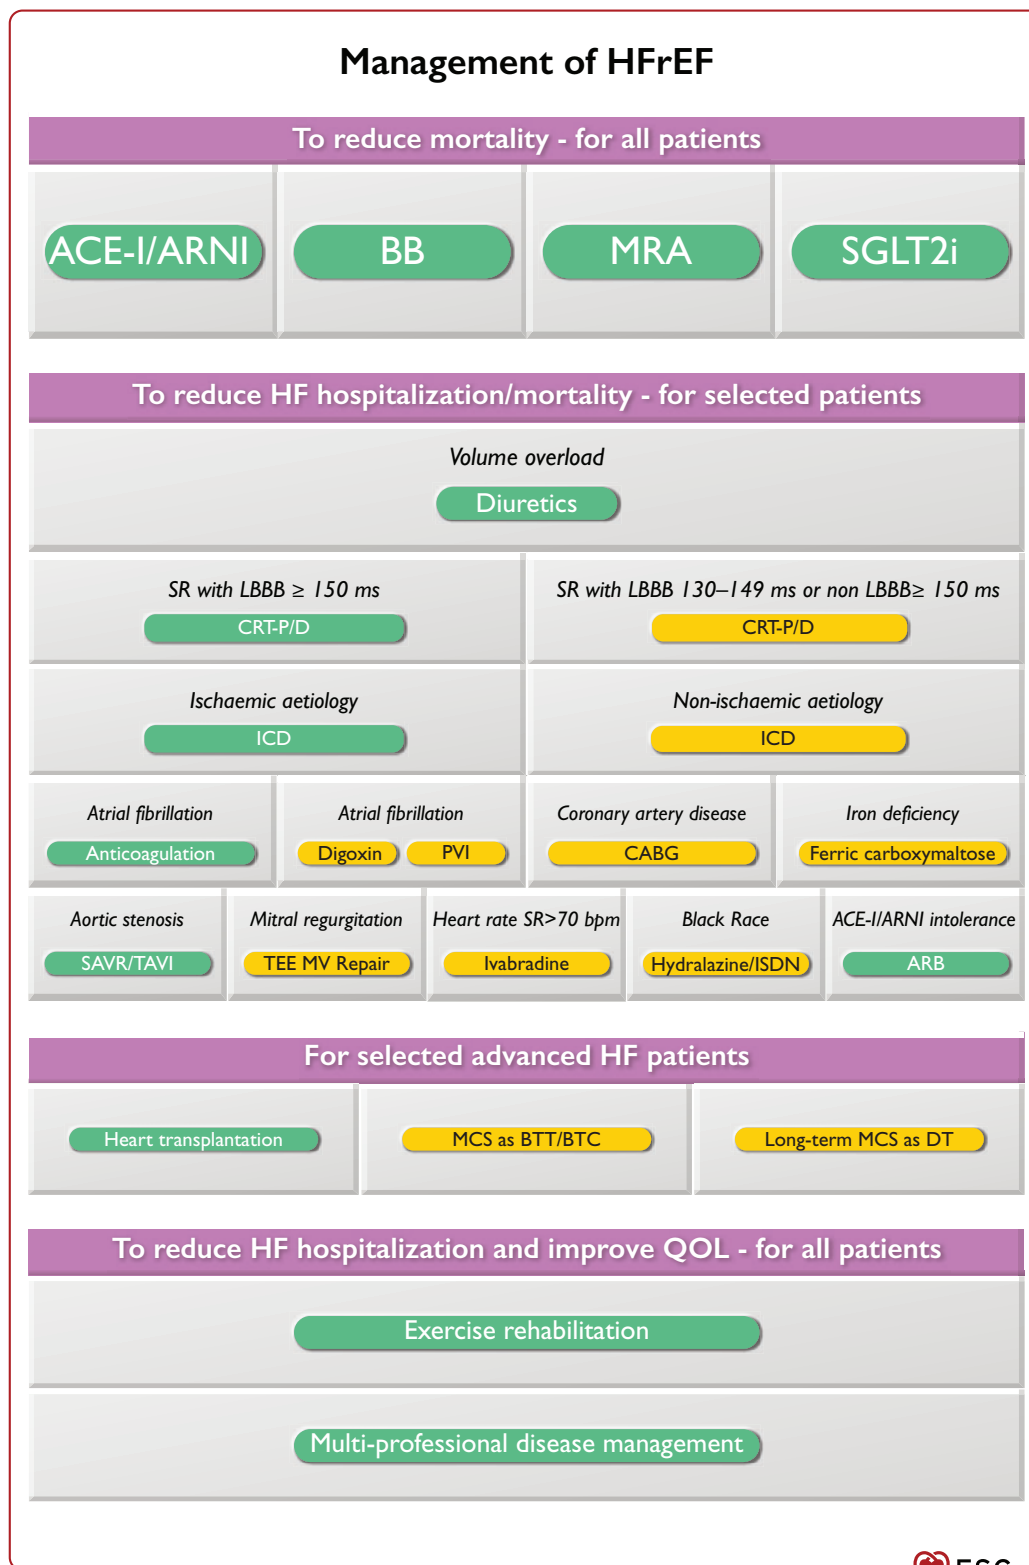 Management of HFrEF
To reduce mortality - for all patients
ACE-I/ARNI
BB
MRA
SGLT2i
To reduce HF hospitalization/mortality - for selected patients
Volume overload
Diuretics
SR with LBBB ≥ 150 ms
CRT-P/D
SR with LBBB 130–149 ms or non LBBB≥ 150 ms
CRT-P/D
Ischaemic aetiology
ICD
Non-ischaemic aetiology
ICD
Atrial fibrillation
Anticoagulation
Atrial fibrillation
Digoxin
PVI
Coronary artery disease
CABG
Iron deficiency
Ferric carboxymaltose
Aortic stenosis
SAVR/TAVI
Mitral regurgitation
TEE MV Repair
Heart rate SR>70 bpm
Ivabradine
Black Race
Hydralazine/ISDN
ACE-I/ARNI intolerance
ARB
For selected advanced HF patients
Heart transplantation
MCS as BTT/BTC
Long-term MCS as DT
To reduce HF hospitalization and improve QOL - for all patients
Exercise rehabilitation
Multi-professional disease management
ESC